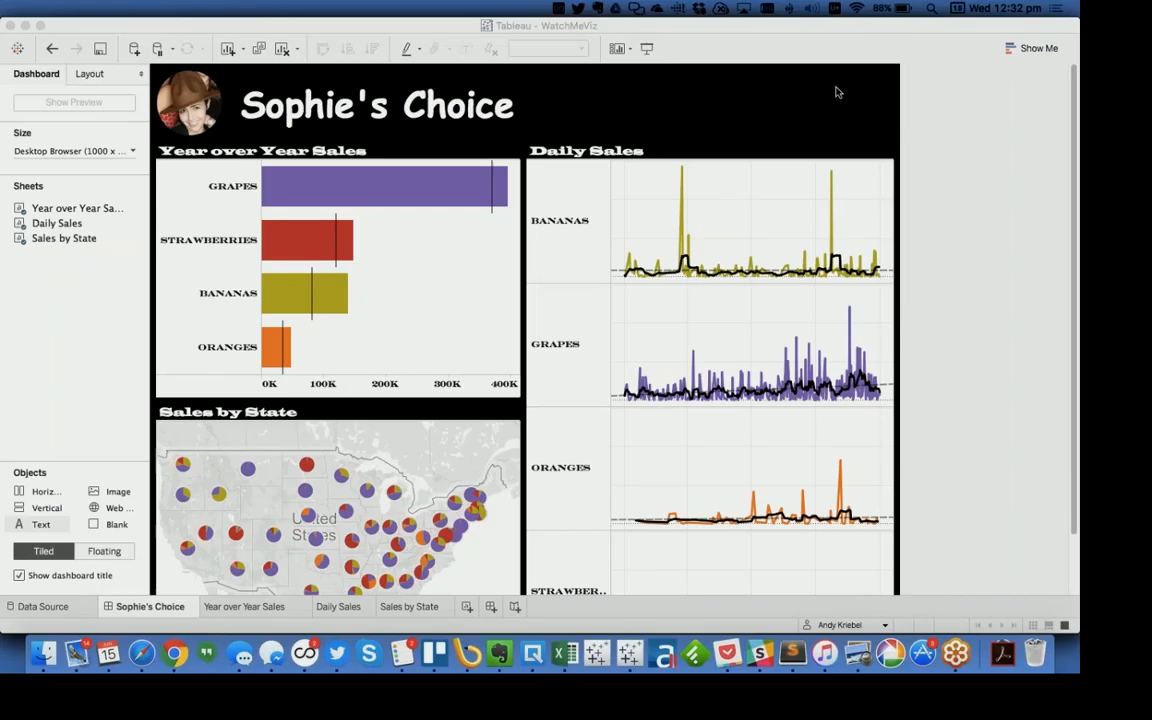 88%
15
Wed 12:32 pm
Tableau - WatchMeViz
Show Me
Dashboard
Layout
Show Preview
Size
Desktop Browser (1000 x ...
Sheets
Year over Year Sa...
Daily Sales
Sales by State
Objects
Horiz...
Image
Vertical
Web ...
A Text
Blank
Tiled
Floating
Show dashboard title
Sophie's Choice
Year over Year Sales
GRAPES
STRAWBERRIES
BANANAS
ORANGES
0K
100K
200K
300K
400K
Sales by State
United
States
Daily Sales
BANANAS
GRAPES
ORANGES
STRAWBER..
Data Source
Sophie's Choice
Year over Year Sales
Daily Sales
Sales by State
Andy Kriebel
15